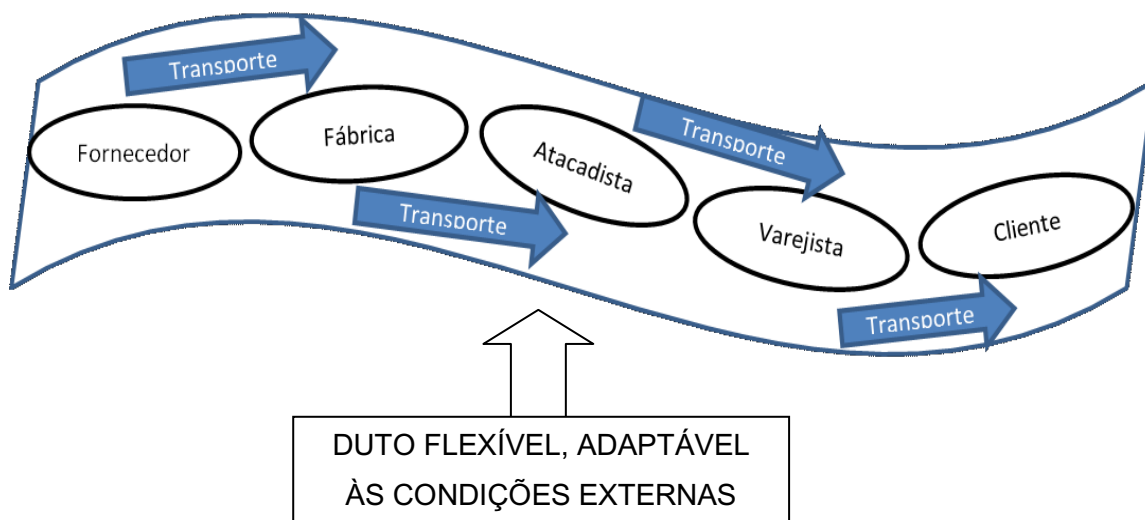 Transporte
Fornecedor
Fábrica
Transporte
Atacadista
Transporte
Varejista
Cliente
Transporte
DUTO FLEXÍVEL, ADAPTÁVEL
ÀS CONDIÇÕES EXTERNAS